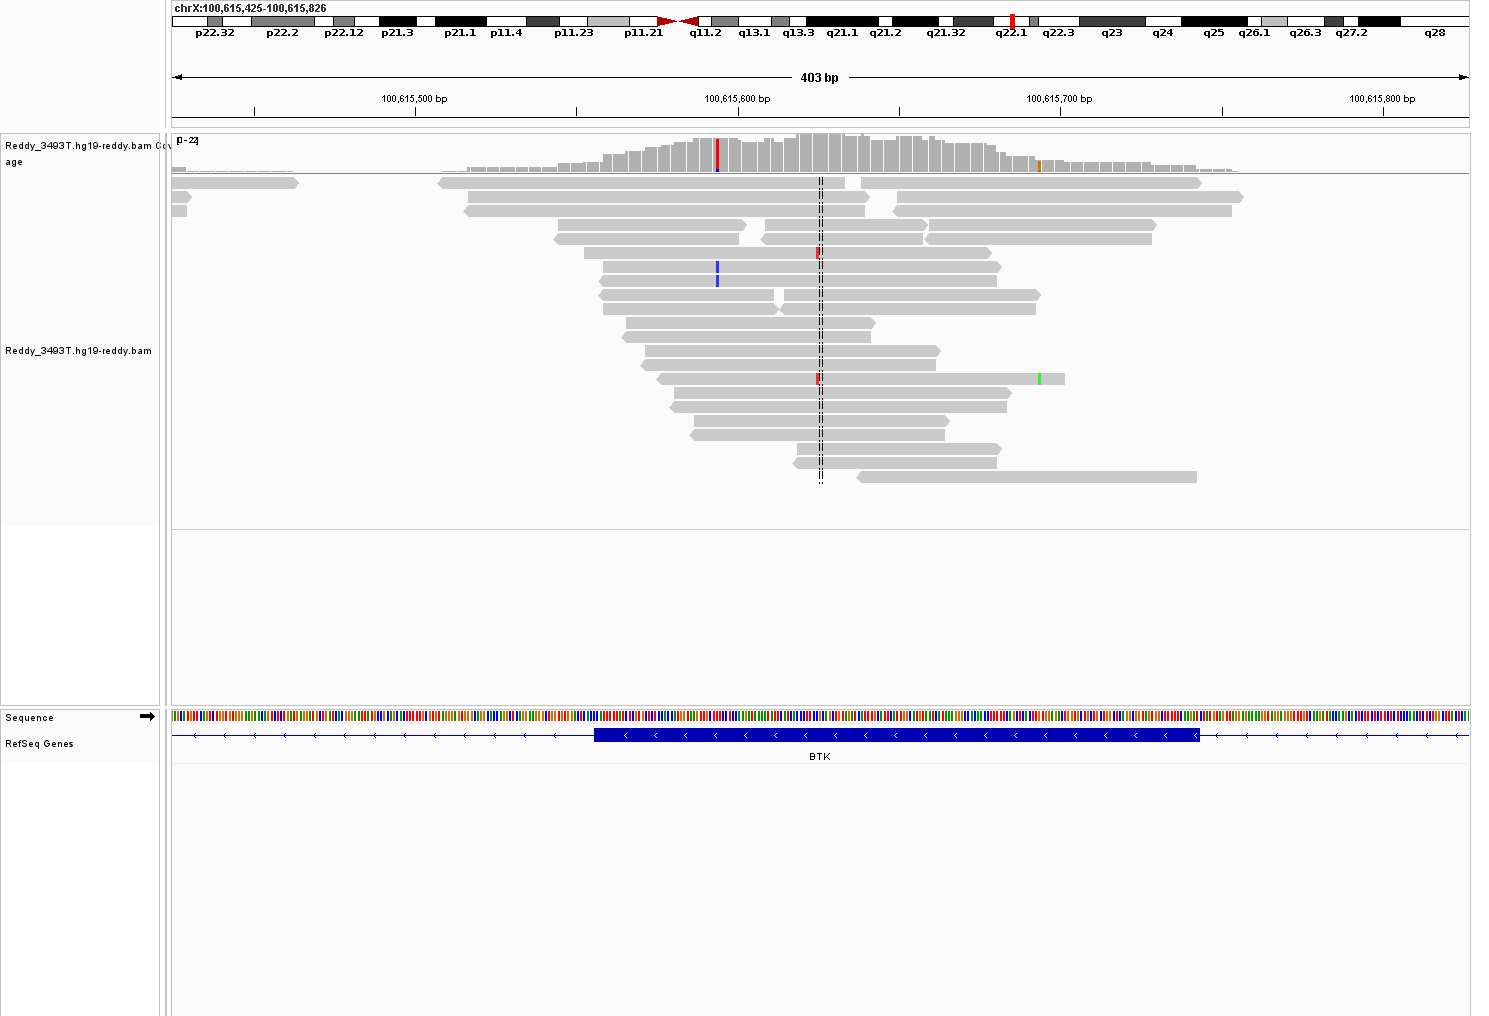 chrX:100,615,425-100,615,826
p22.32 p22.2 p22.12 p21.3 p21.1 p11.4 p11.23 p11.21 q11.2 q13.1 q13.3 q21.1 q21.2 q21.32 q22.1 q22.3 q23 q24 q25 q26.1 q26.3 q27.2 q28
403 bp
100,615,500 bp 100,615,600 bp 100,615,700 bp 100,615,800 bp
[0-22]
Reddy_3493T.hg19-reddy.bam Cov
age
Reddy_3493T.hg19-reddy.bam
Sequence
RefSeq Genes
BTK